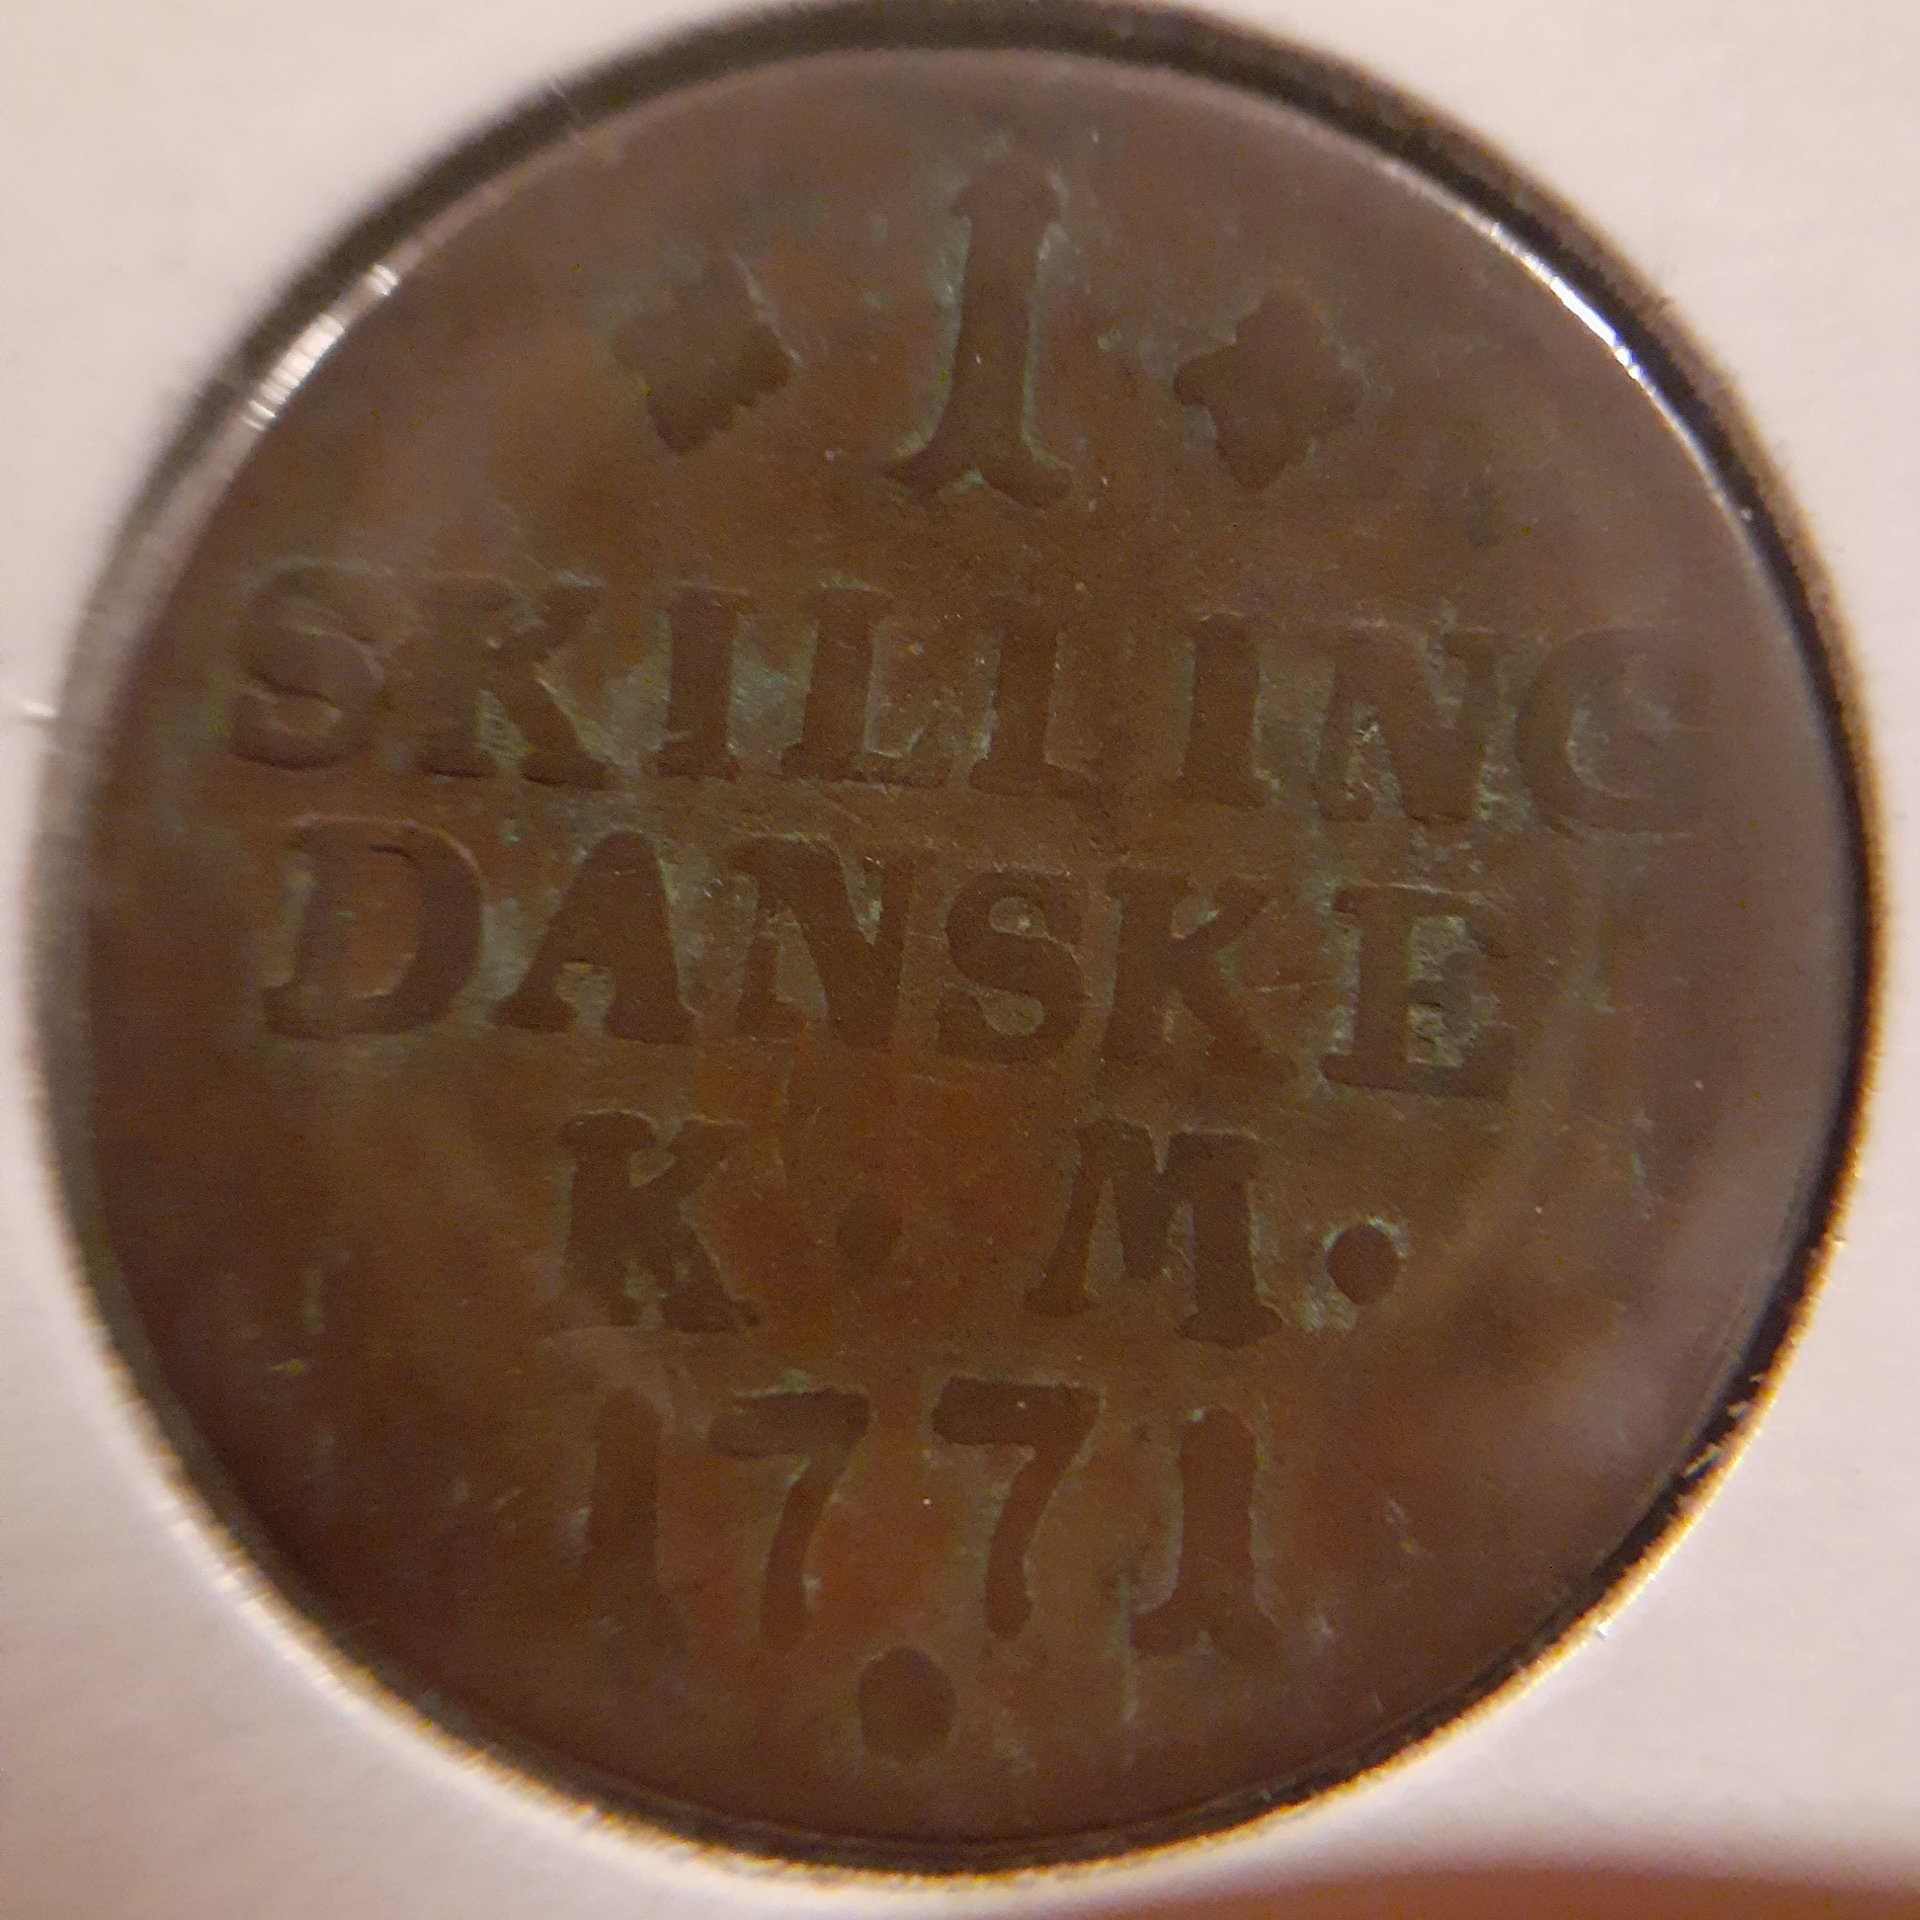 1
SKILLING
DANSKE
K. M.
1771.